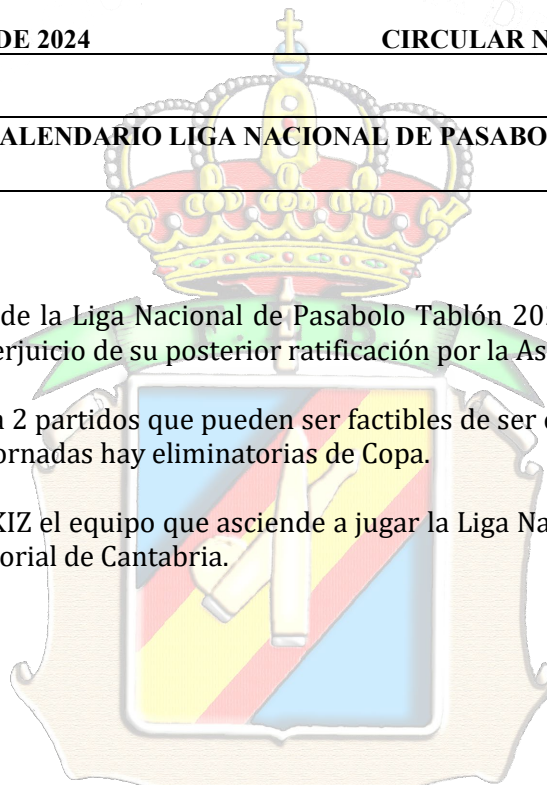 DE 2024 CIRCULAR N
ALENDARIO LIGA NACIONAL DE PASABO
de la Liga Nacional de Pasabolo Tablón 20
erjuicio de su posterior ratificación por la As
2 partidos que pueden ser factibles de ser
ornadas hay eliminatorias de Copa.
KIZ el equipo que asciende a jugar la Liga Na
orial de Cantabria.